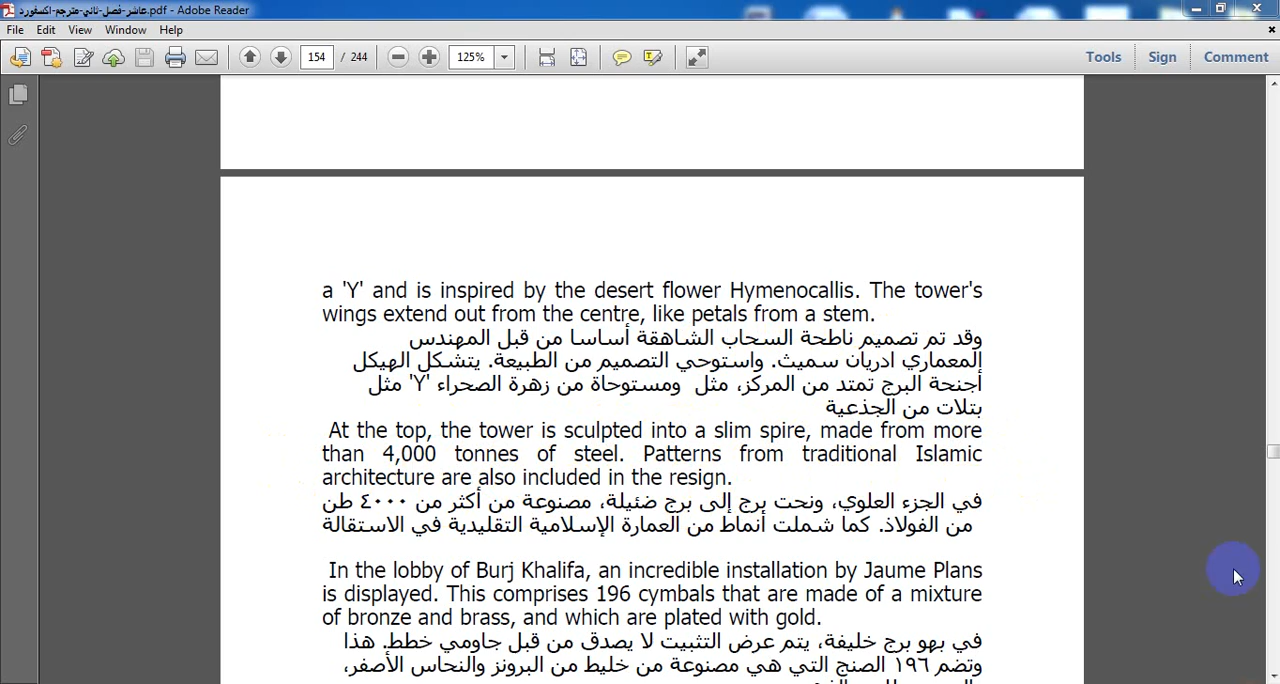 عاشر-فصل-ثاني-مترجم-اكسفورد.pdf - Adobe Reader
File Edit View Window Help
154 / 244 125% Tools Sign Comment
a 'Y' and is inspired by the desert flower Hymenocallis. The tower's
wings extend out from the centre, like petals from a stem.
وقد تم تصميم ناطحة السحاب الشاهقة أساسا من قبل المهندس
المعماري ادريان سميث. واستوحي التصميم من الطبيعة. يتشكل الهيكل
أجنحة البرج تمتد من المركز، مثل ومستوحاة من زهرة الصحراء 'Y' مثل
بتلات من الجذعية
At the top, the tower is sculpted into a slim spire, made from more
than 4,000 tonnes of steel. Patterns from traditional Islamic
architecture are also included in the resign.
في الجزء العلوي، ونحت برج إلى برج ضئيلة، مصنوعة من أكثر من ٤٠٠٠ طن
من الفولاذ. كما شملت أنماط من العمارة الإسلامية التقليدية في الاستقالة
In the lobby of Burj Khalifa, an incredible installation by Jaume Plans
is displayed. This comprises 196 cymbals that are made of a mixture
of bronze and brass, and which are plated with gold.
في بهو برج خليفة، يتم عرض التثبيت لا يصدق من قبل جاومي خطط. هذا
وتضم ١٩٦ الصنج التي هي مصنوعة من خليط من البرونز والنحاس الأصفر،